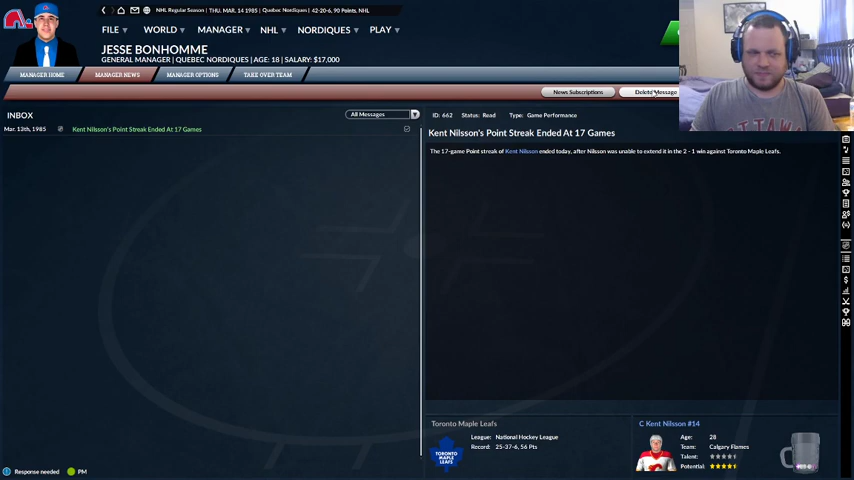 NHL Regular Season | THU. MAR. 14 1985 | Quebec Nordiques | 42-20-6, 90 Points, NHL
FILE WORLD MANAGER NHL NORDIQUES PLAY
JESSE BONHOMME
GENERAL MANAGER | QUEBEC NORDIQUES | AGE: 18 | SALARY: $17,000
MANAGER HOME MANAGER NEWS MANAGER OPTIONS TAKE OVER TEAM
News Subscriptions Delete Message
INBOX All Messages
Mar. 12th, 1985 Kent Nilsson's Point Streak Ended At 17 Games
ID: 662 Status: Read Type: Game Performance
Kent Nilsson's Point Streak Ended At 17 Games
The 17-game Point streak of Kent Nilsson ended today, after Nilsson was unable to extend it in the 2 - 1 win against Toronto Maple Leafs.
Toronto Maple Leafs
League: National Hockey League
Record: 25-37-6, 56 Pts
TORONTO
MAPLE
LEAFS
C Kent Nilsson #14
Age: 28
Team: Calgary Flames
Talent:
Potential:
Response needed PM